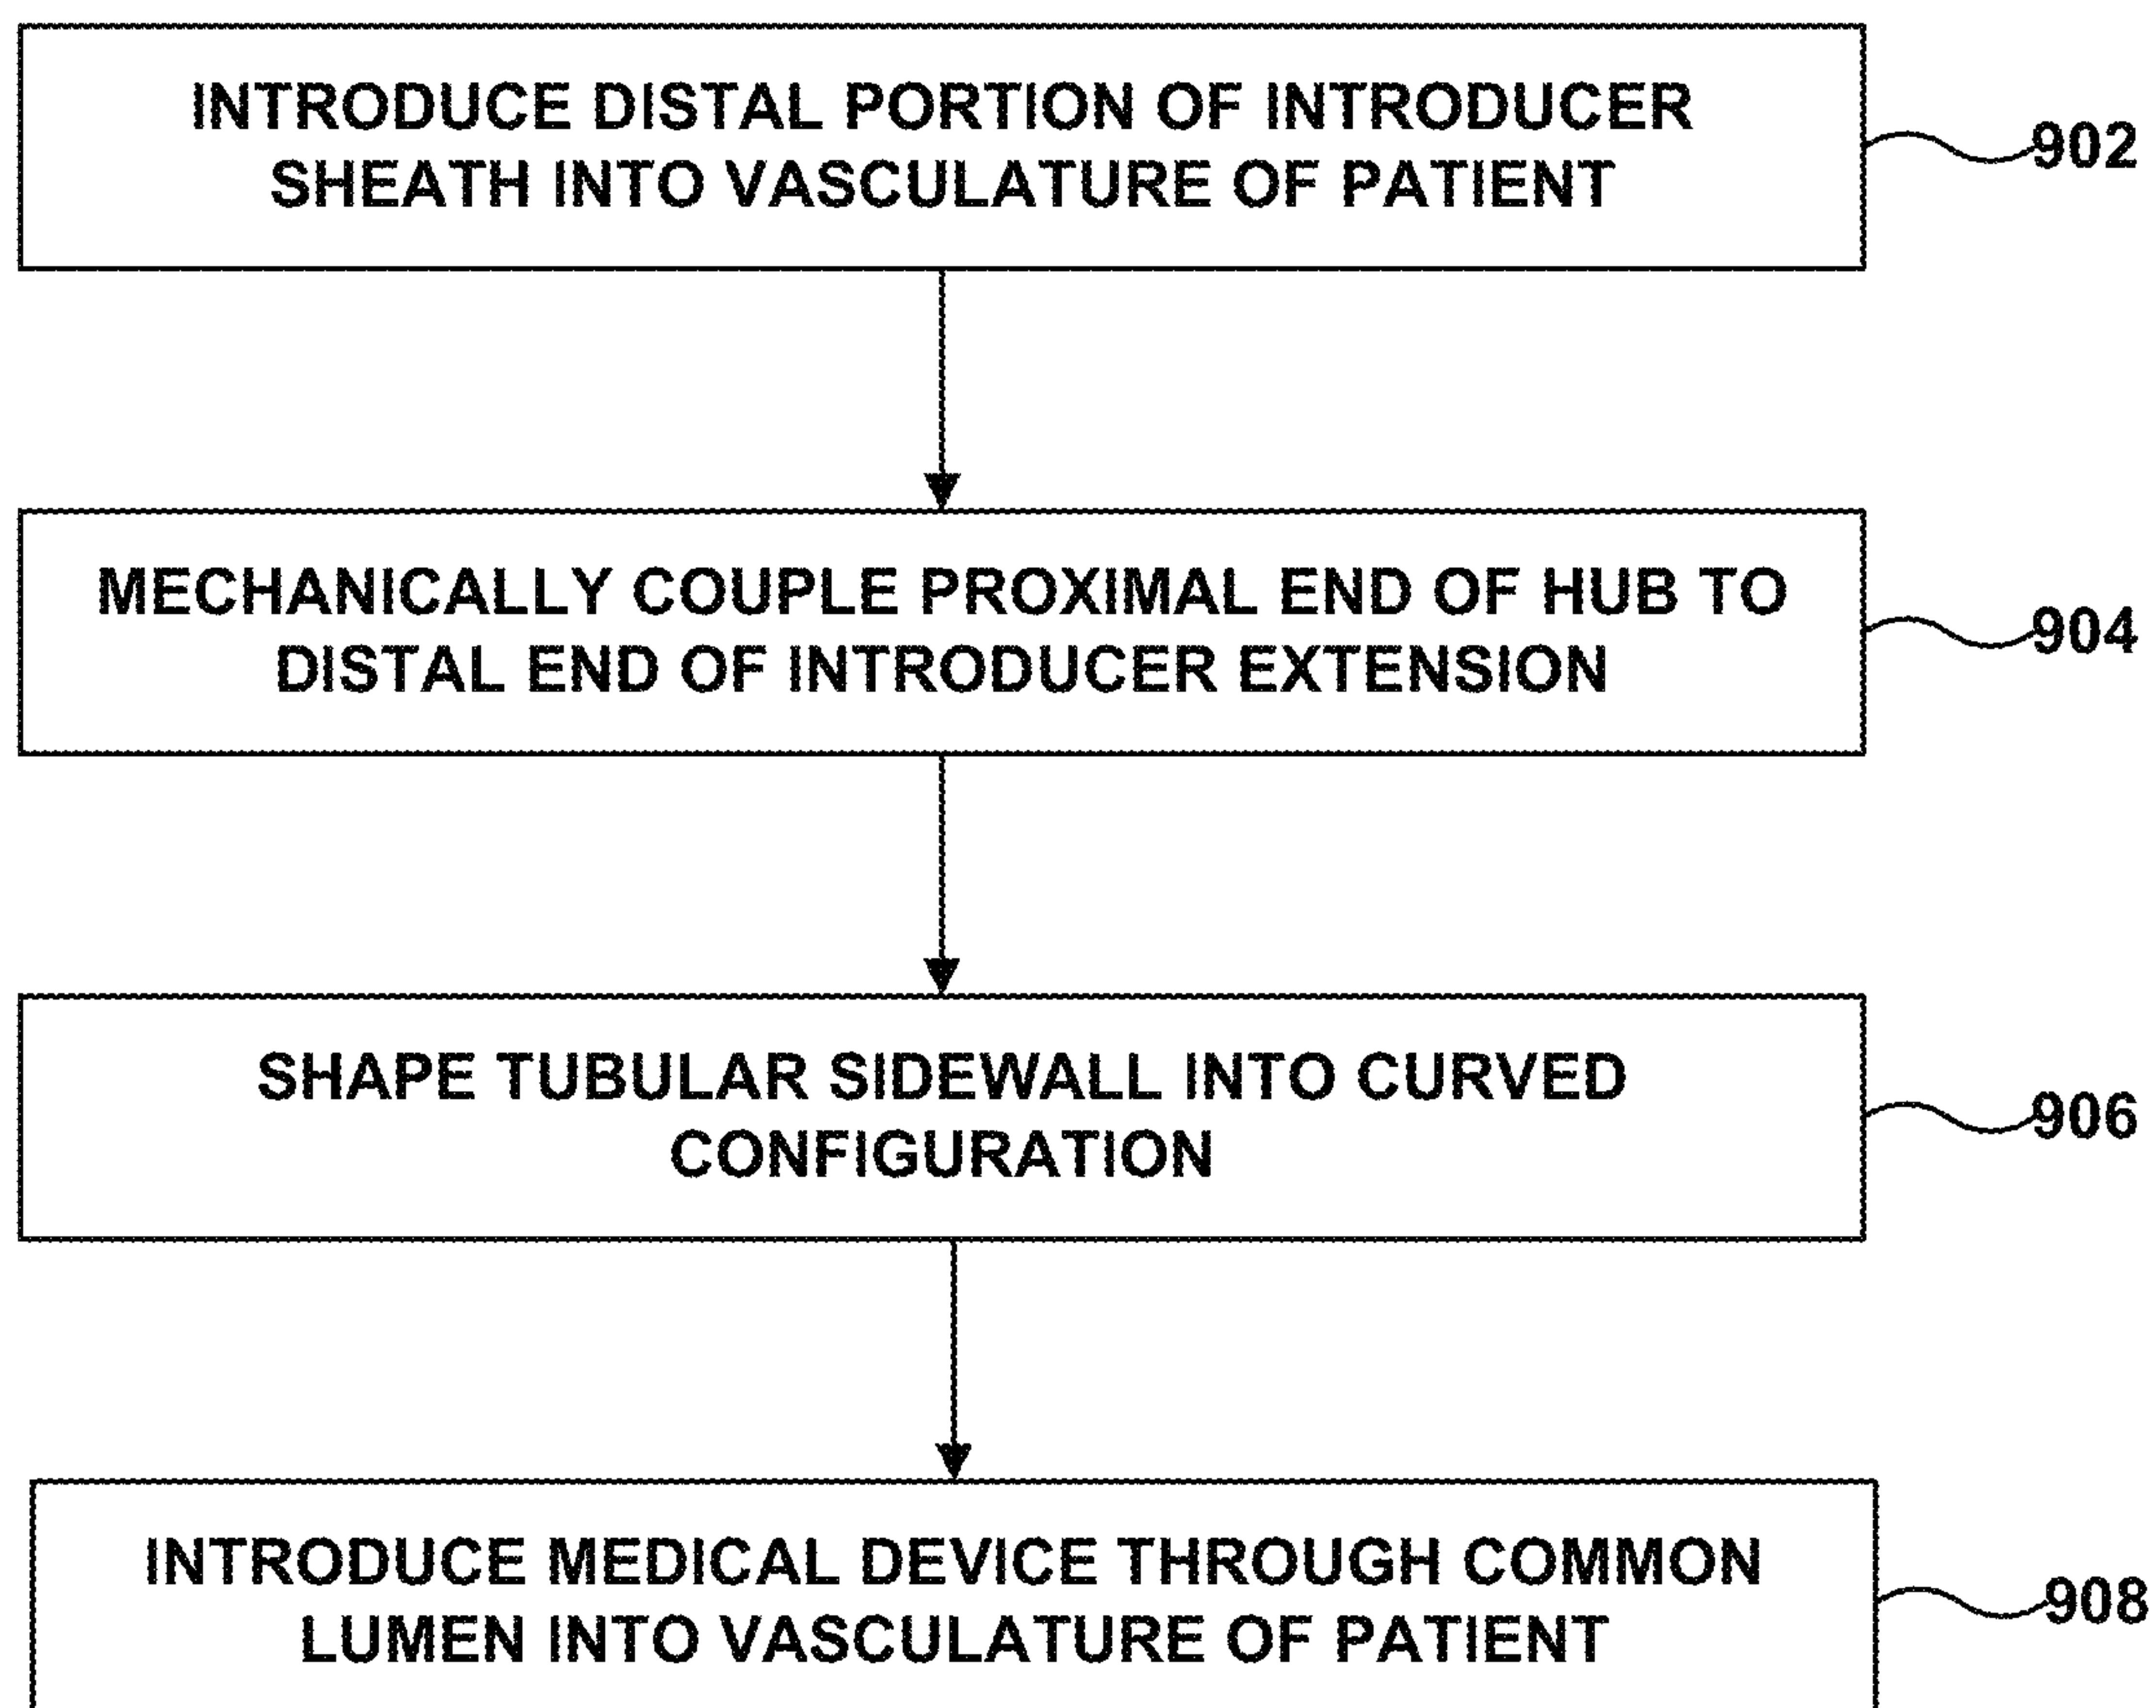 INTRODUCE DISTAL PORTION OF INTRODUCER
SHEATH INTO VASCULATURE OF PATIENT
902
MECHANICALLY COUPLE PROXIMAL END OF HUB TO
DISTAL END OF INTRODUCER EXTENSION
904
SHAPE TUBULAR SIDEWALL INTO CURVED
CONFIGURATION
906
INTRODUCE MEDICAL DEVICE THROUGH COMMON
LUMEN INTO VASCULATURE OF PATIENT
908